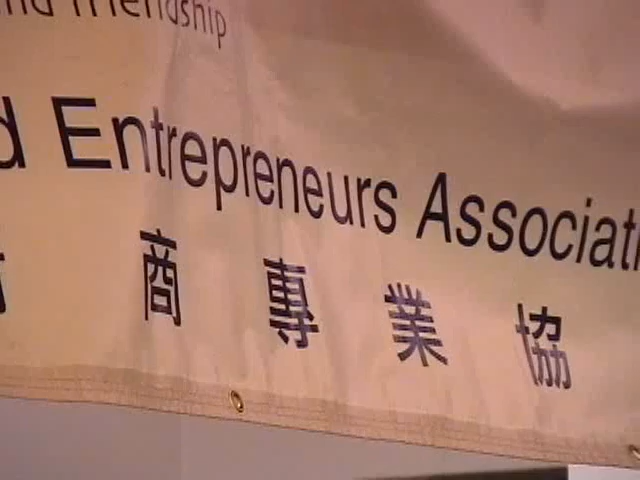 friendship
Entrepreneurs Associati
商專業協